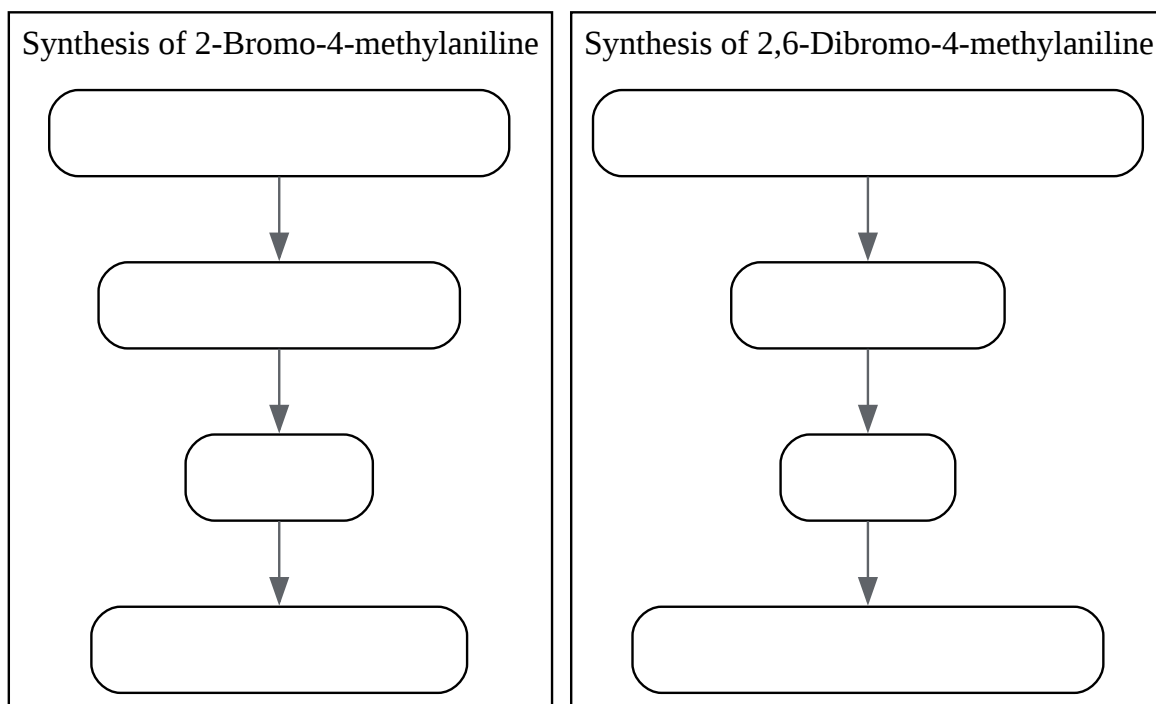 Synthesis of 2-Bromo-4-methylaniline
Synthesis of 2,6-Dibromo-4-methylaniline